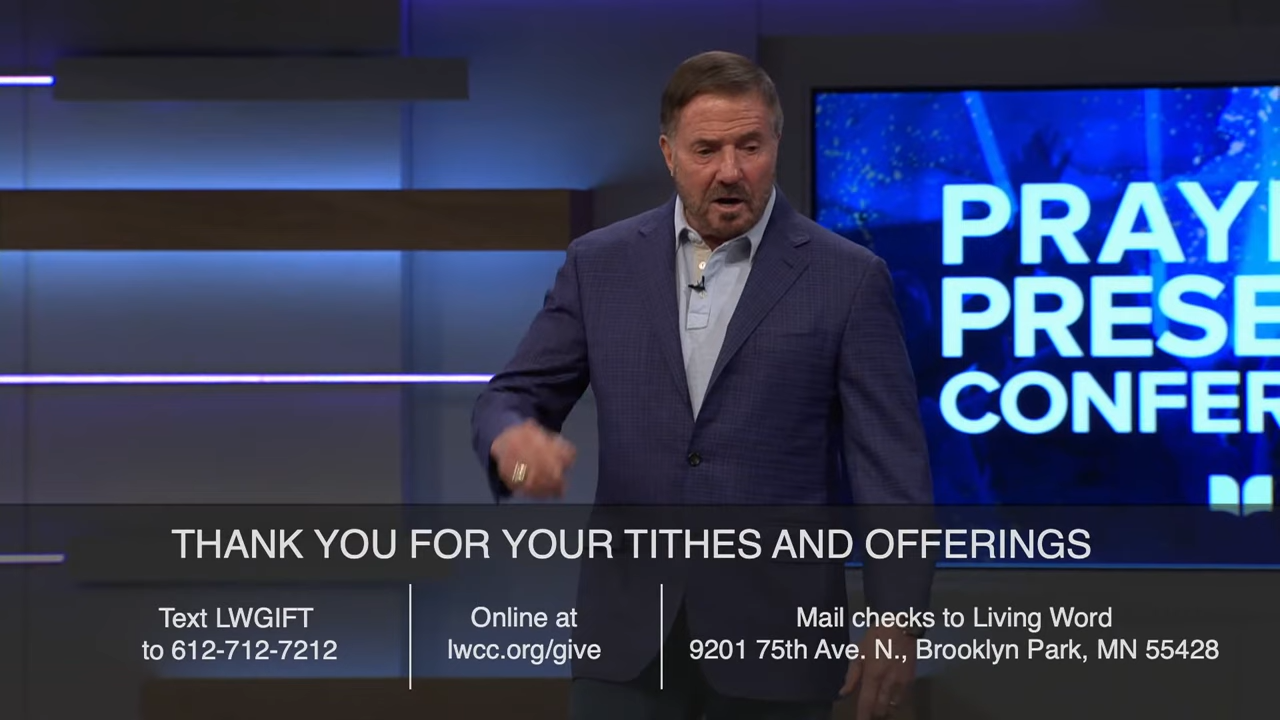 PRAY
PRESE
CONFER
THANK YOU FOR YOUR TITHES AND OFFERINGS
Text LWGIFT
to 612-712-7212
Online at
lwcc.org/give
Mail checks to Living Word
9201 75th Ave. N., Brooklyn Park, MN 55428